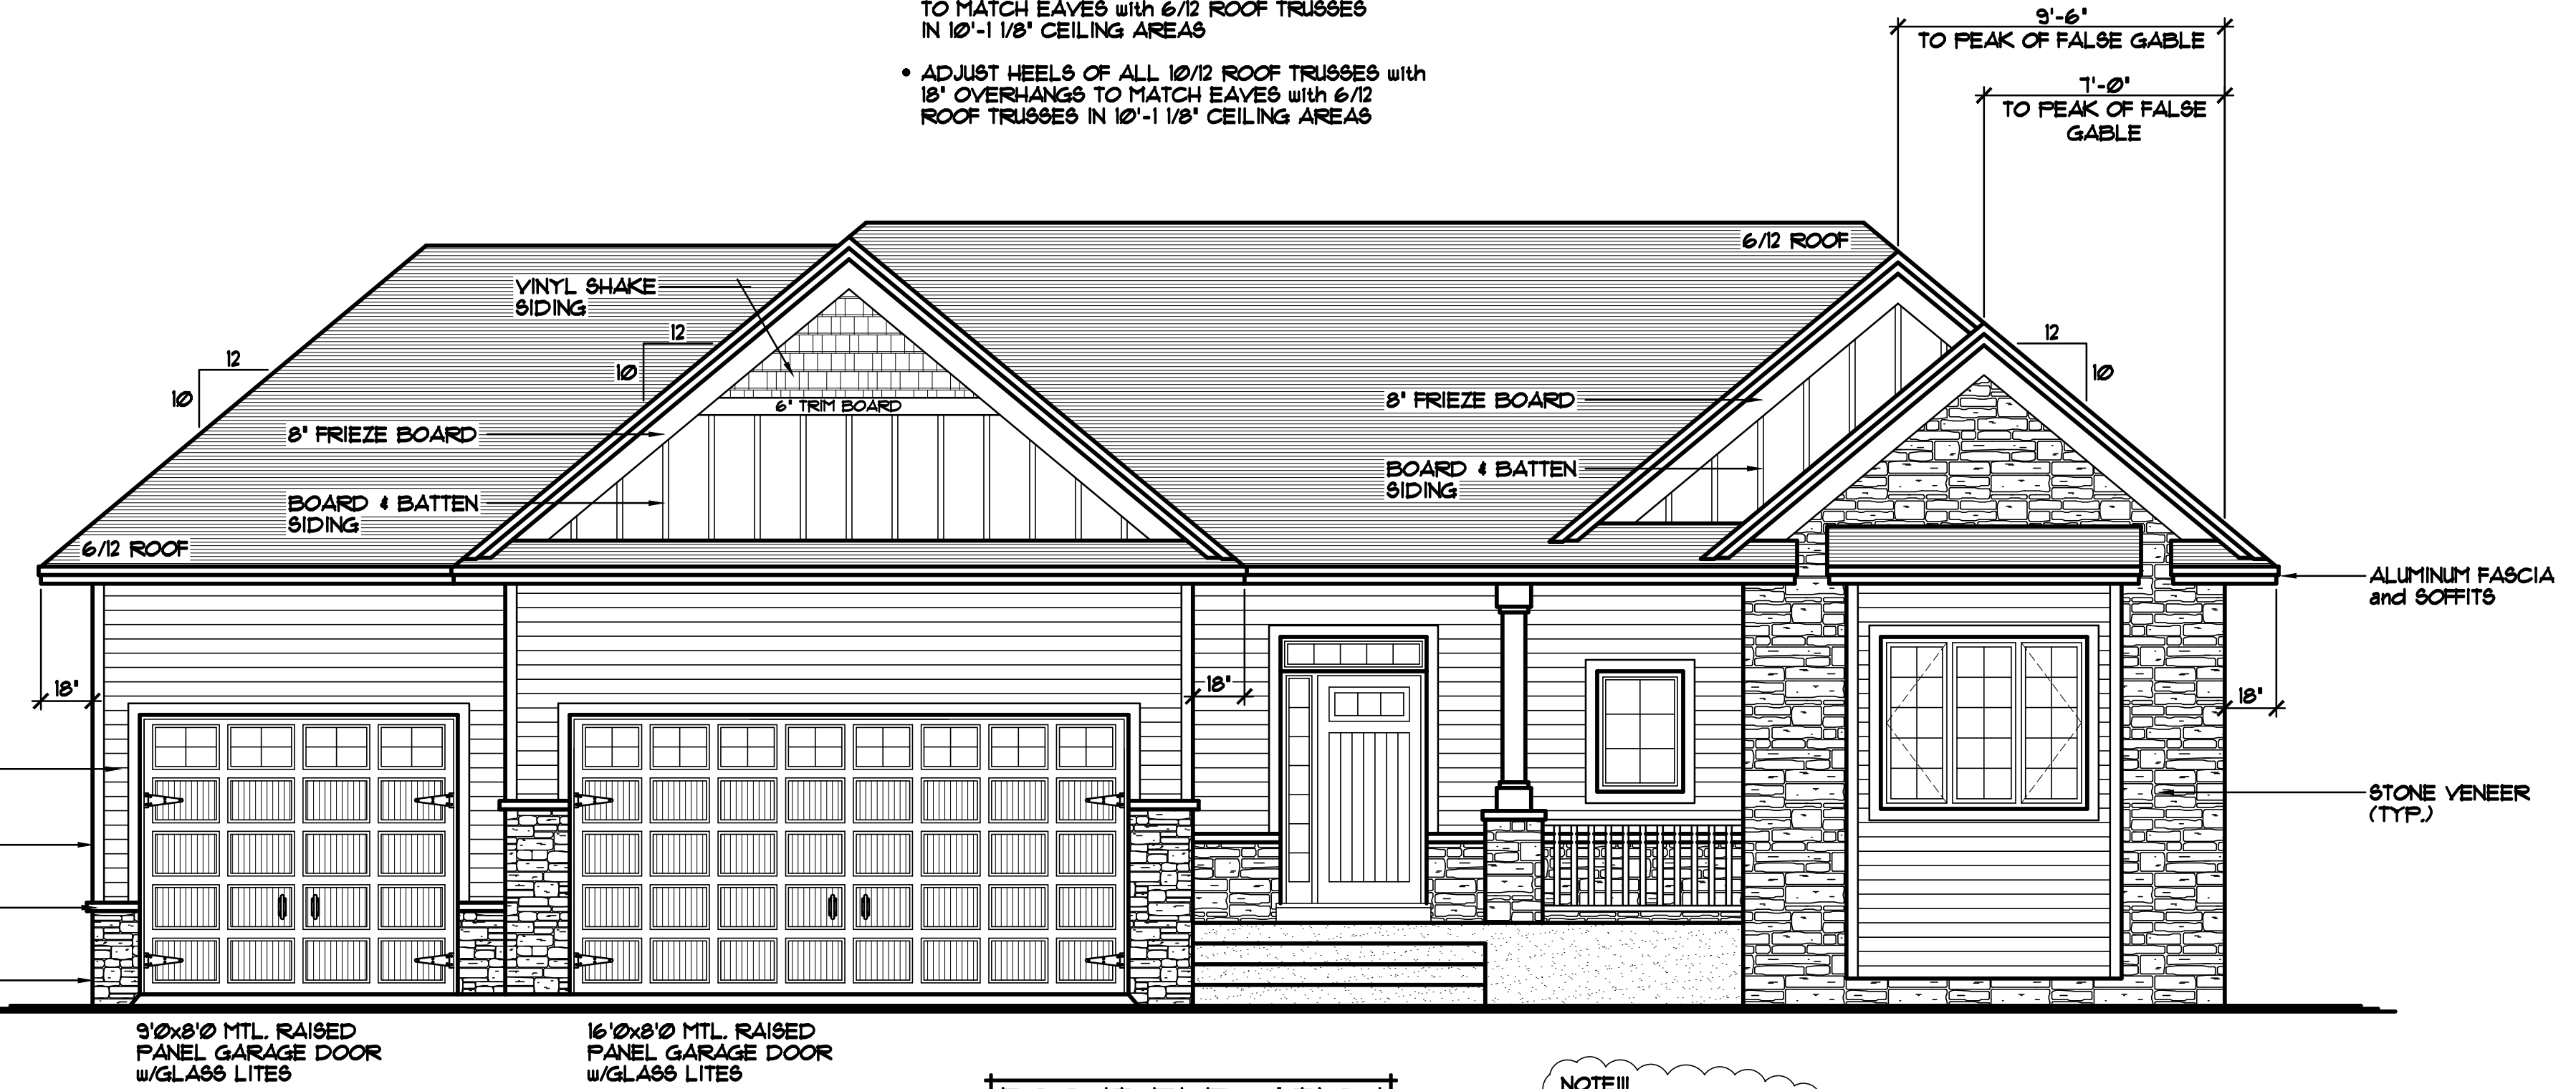 TO MATCH EAVES with 6/12 ROOF TRUSSES
IN 10'-1 1/8" CEILING AREAS
• ADJUST HEELS OF ALL 10/12 ROOF TRUSSES with
18" OVERHANGS TO MATCH EAVES with 6/12
ROOF TRUSSES IN 10'-1 1/8" CEILING AREAS
9'-6"
TO PEAK OF FALSE GABLE
7'-0"
TO PEAK OF FALSE
GABLE
6/12 ROOF
VINYL SHAKE
SIDING
12
10
12
10
12
10
6" TRIM BOARD
8" FRIEZE BOARD
8" FRIEZE BOARD
BOARD & BATTEN
SIDING
BOARD & BATTEN
SIDING
6/12 ROOF
ALUMINUM FASCIA
and SOFFITS
18"
18"
18"
STONE VENEER
(TYP.)
9'0x8'0 MTL. RAISED
PANEL GARAGE DOOR
w/GLASS LITES
16'0x8'0 MTL. RAISED
PANEL GARAGE DOOR
w/GLASS LITES
NOTE!!!